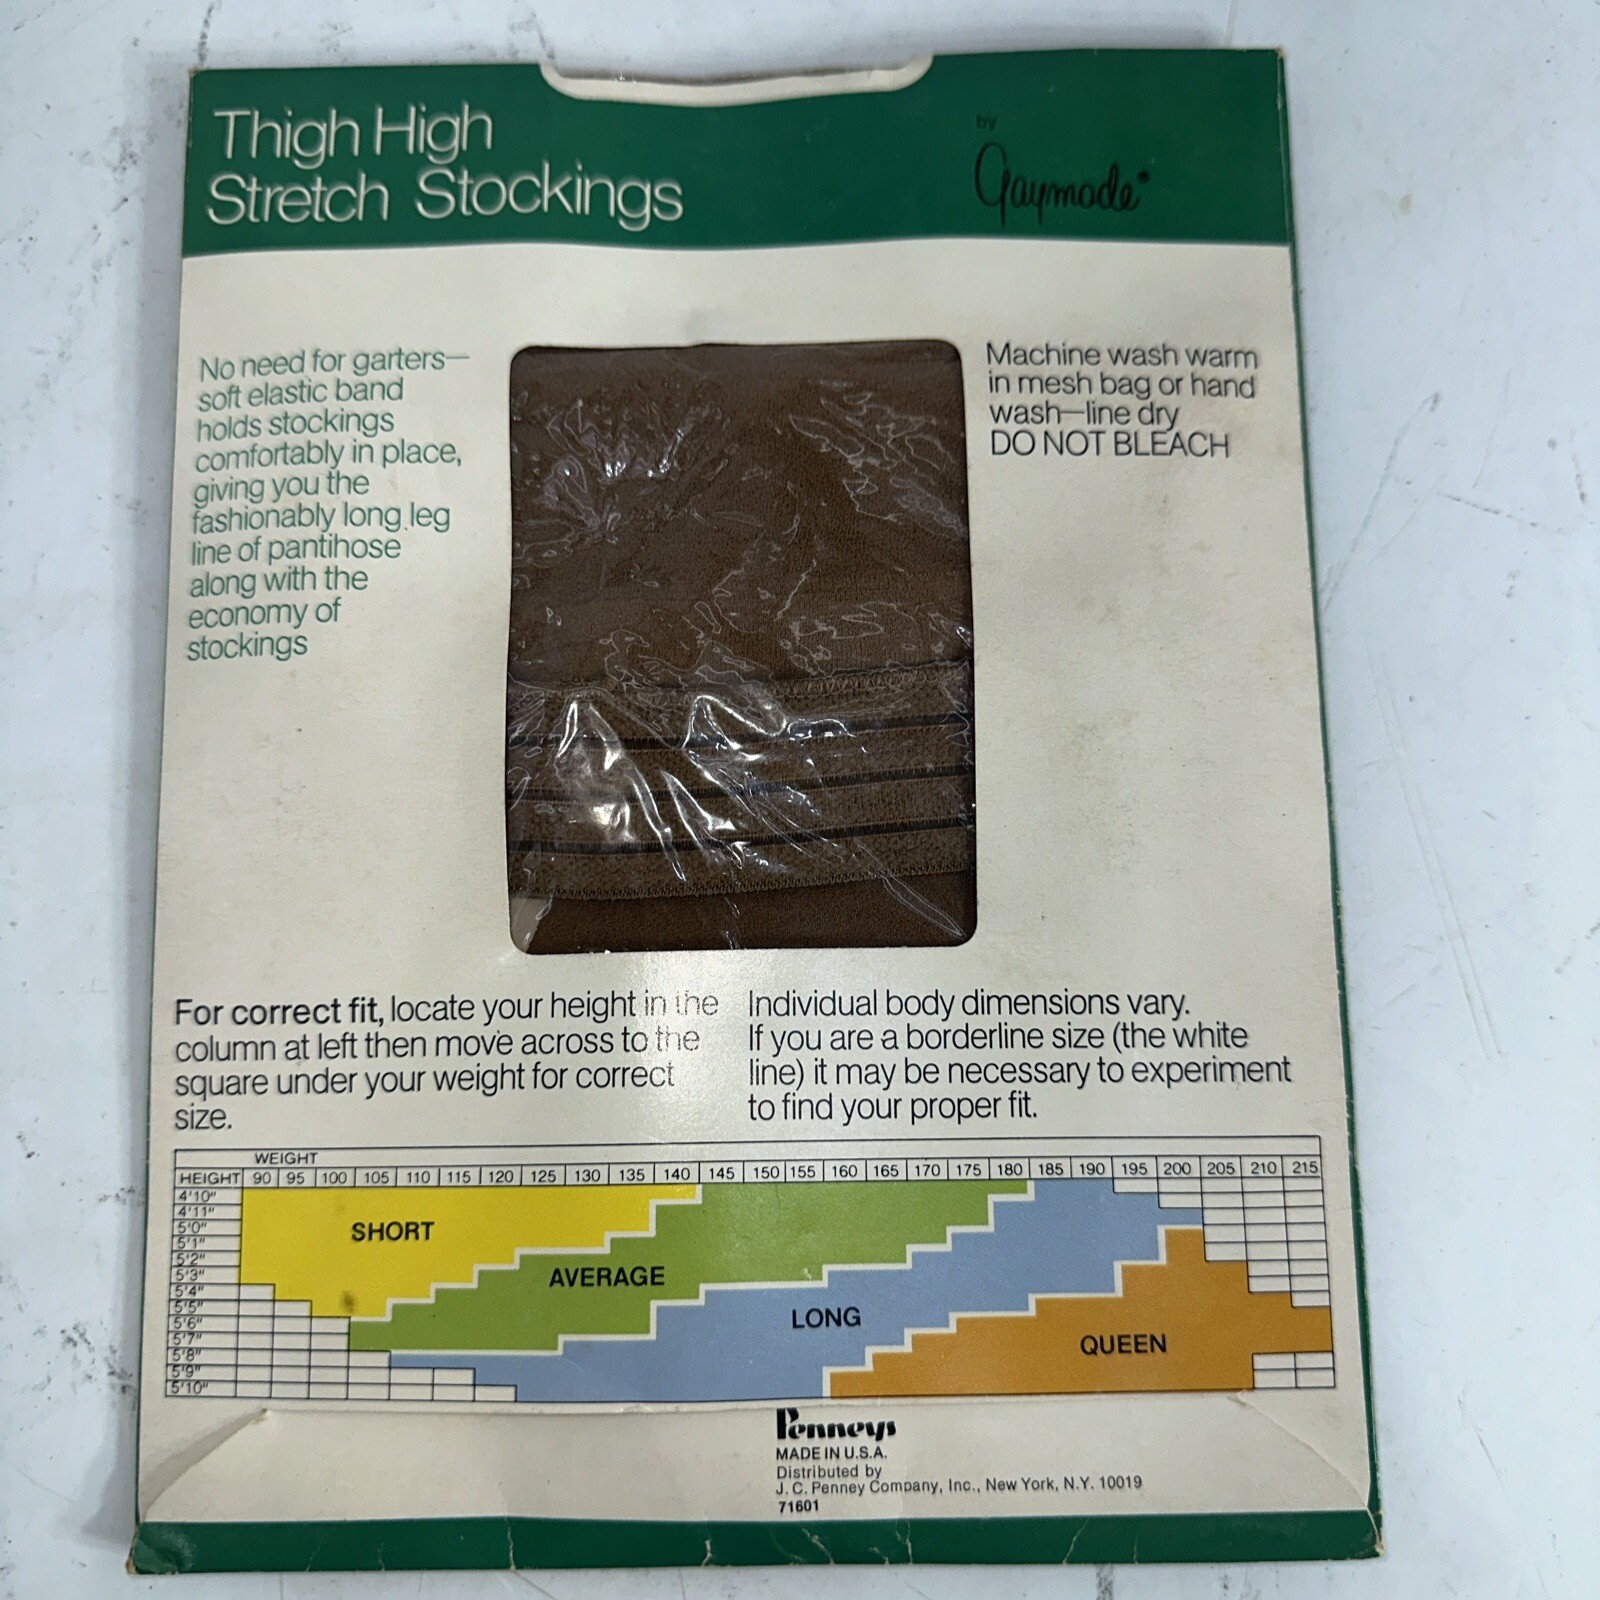 Thigh High
Stretch Stockings
by
Gaymode®
No need for garters—
soft elastic band
holds stockings
comfortably in place,
giving you the
fashionably long leg
line of pantihose
along with the
economy of
stockings
Machine wash warm
in mesh bag or hand
wash—line dry
DO NOT BLEACH
For correct fit, locate your height in the
column at left then move across to the
square under your weight for correct
size.
Individual body dimensions vary.
If you are a borderline size (the white
line) it may be necessary to experiment
to find your proper fit.
WEIGHT
HEIGHT 90 95 100 105 110 115 120 125 130 135 140 145 150 155 160 165 170 175 180 185 190 195 200 205 210 215
4'10"
4'11"
5'0"
5'1"
5'2"
5'3"
5'4"
5'5"
5'6"
5'7"
5'8"
5'9"
5'10"
SHORT
AVERAGE
LONG
QUEEN
Penneys
MADE IN U.S.A.
Distributed by
J. C. Penney Company, Inc., New York, N.Y. 10019
71601